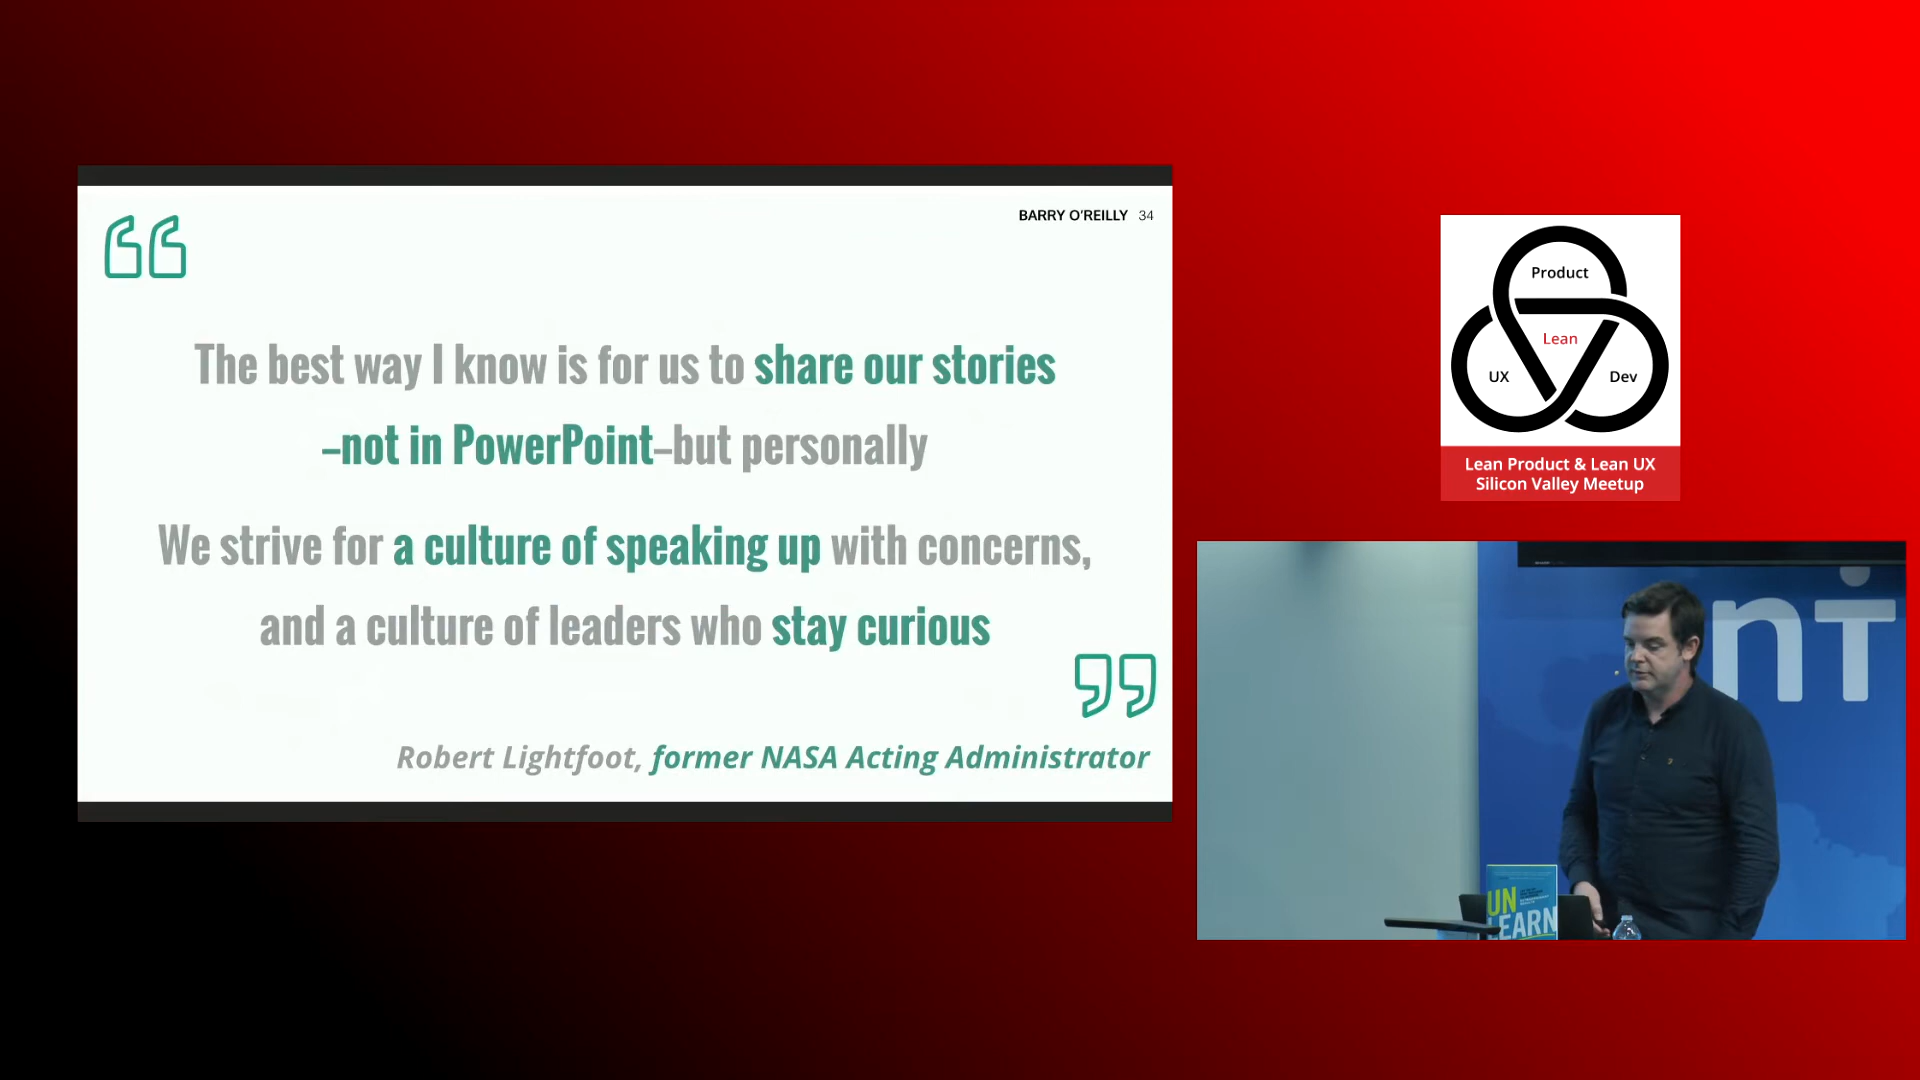 BARRY O'REILLY 34
The best way I know is for us to share our stories
–not in PowerPoint–but personally
We strive for a culture of speaking up with concerns,
and a culture of leaders who stay curious
Robert Lightfoot, former NASA Acting Administrator
Product
Lean
UX
Dev
Lean Product & Lean UX
Silicon Valley Meetup
UN
LEARN